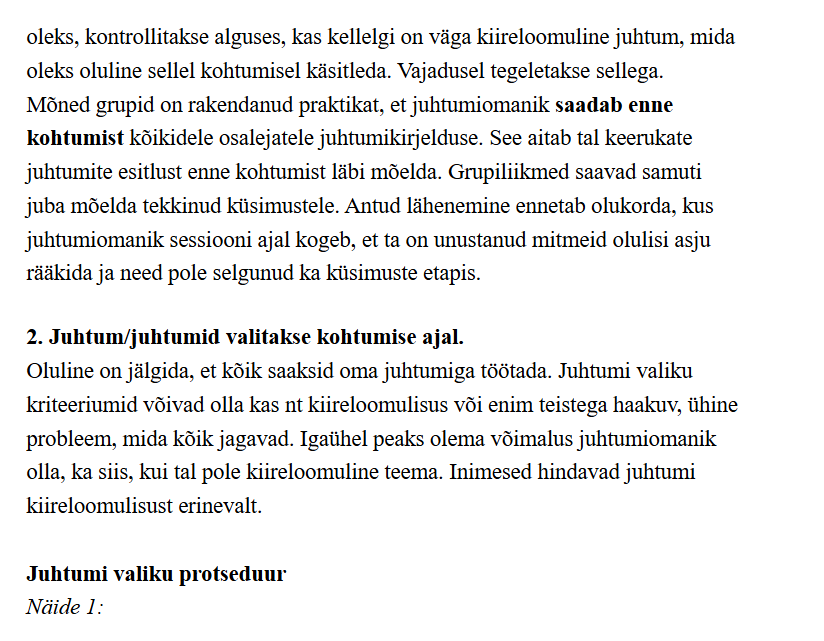 oleks, kontrollitakse alguses, kas kellelgi on väga kiireloomuline juhtum, mida
oleks oluline sellel kohtumisel käsitleda. Vajadusel tegeletakse sellega.
Mõned grupid on rakendanud praktikat, et juhtumiomanik saadab enne
kohtumist kõikidele osalejatele juhtumikirjelduse. See aitab tal keerukate
juhtumite esitlust enne kohtumist läbi mõelda. Grupiliikmed saavad samuti
juba mõelda tekkinud küsimustele. Antud lähenemine ennetab olukorda, kus
juhtumiomanik sessiooni ajal kogeb, et ta on unustanud mitmeid olulisi asju
rääkida ja need pole selgunud ka küsimuste etapis.
2. Juhtum/juhtumid valitakse kohtumise ajal.
Oluline on jälgida, et kõik saaksid oma juhtumiga töötada. Juhtumi valiku
kriteeriumid võivad olla kas nt kiireloomulisus või enim teistega haakuv, ühine
probleem, mida kõik jagavad. Igaühel peaks olema võimalus juhtumiomanik
olla, ka siis, kui tal pole kiireloomuline teema. Inimesed hindavad juhtumi
kiireloomulisust erinevalt.
Juhtumi valiku protseduur
Näide 1: